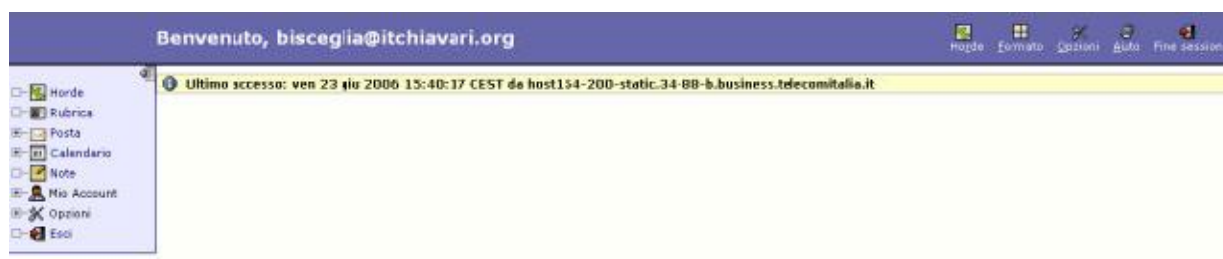 Benvenuto, bisceglia@itchiavari.org
Horde Formato Opzioni Aiuto Fine session
Ultimo accesso: ven 23 giu 2006 15:40:17 CEST da host154-200-static.34-88-b.business.telecomitalia.it
Horde
Rubrica
Posta
Calendario
Note
Mio Account
Opzioni
Esci